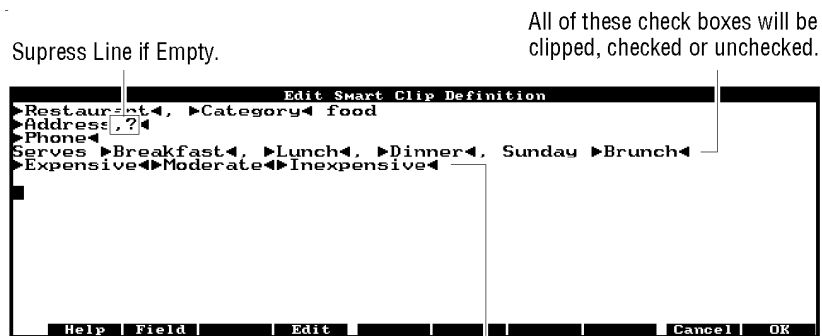 All of these check boxes will be
clipped, checked or unchecked.
Supress Line if Empty.
Edit Smart Clip Definition
►Restaurant◄, ►Category◄ food
►Address,?◄
►Phone◄
Serves ►Breakfast◄, ►Lunch◄, ►Dinner◄, Sunday ►Brunch◄
►Expensive◄►Moderate◄►Inexpensive◄
Help Field Edit Cancel OK